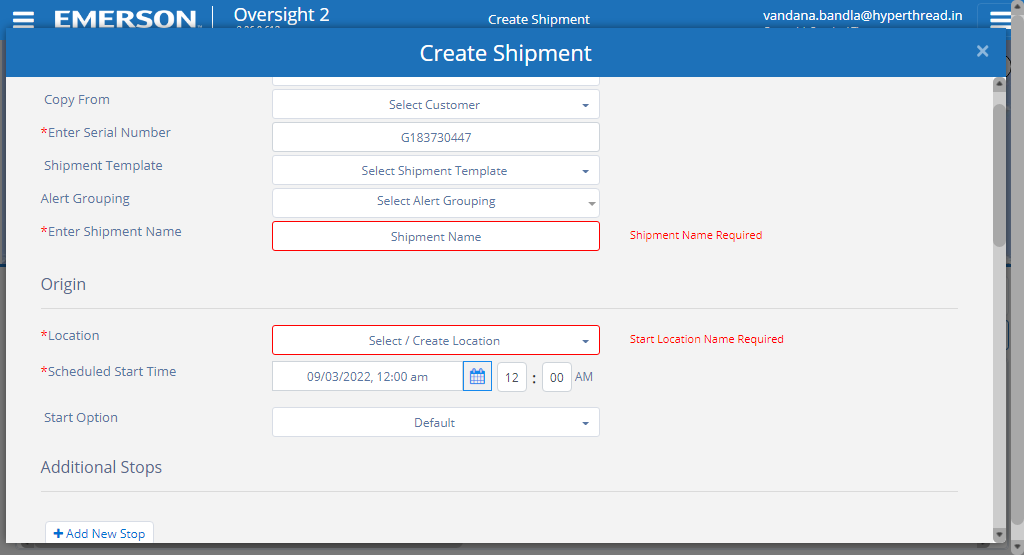 EMERSON
Oversight 2
Create Shipment
vandana.bandla@hyperthread.in
Create Shipment
×
Copy From
Select Customer
*Enter Serial Number
G183730447
Shipment Template
Select Shipment Template
Alert Grouping
Select Alert Grouping
*Enter Shipment Name
Shipment Name
Shipment Name Required
Origin
*Location
Select / Create Location
Start Location Name Required
*Scheduled Start Time
09/03/2022, 12:00 am
12 : 00 AM
Start Option
Default
Additional Stops
+ Add New Stop